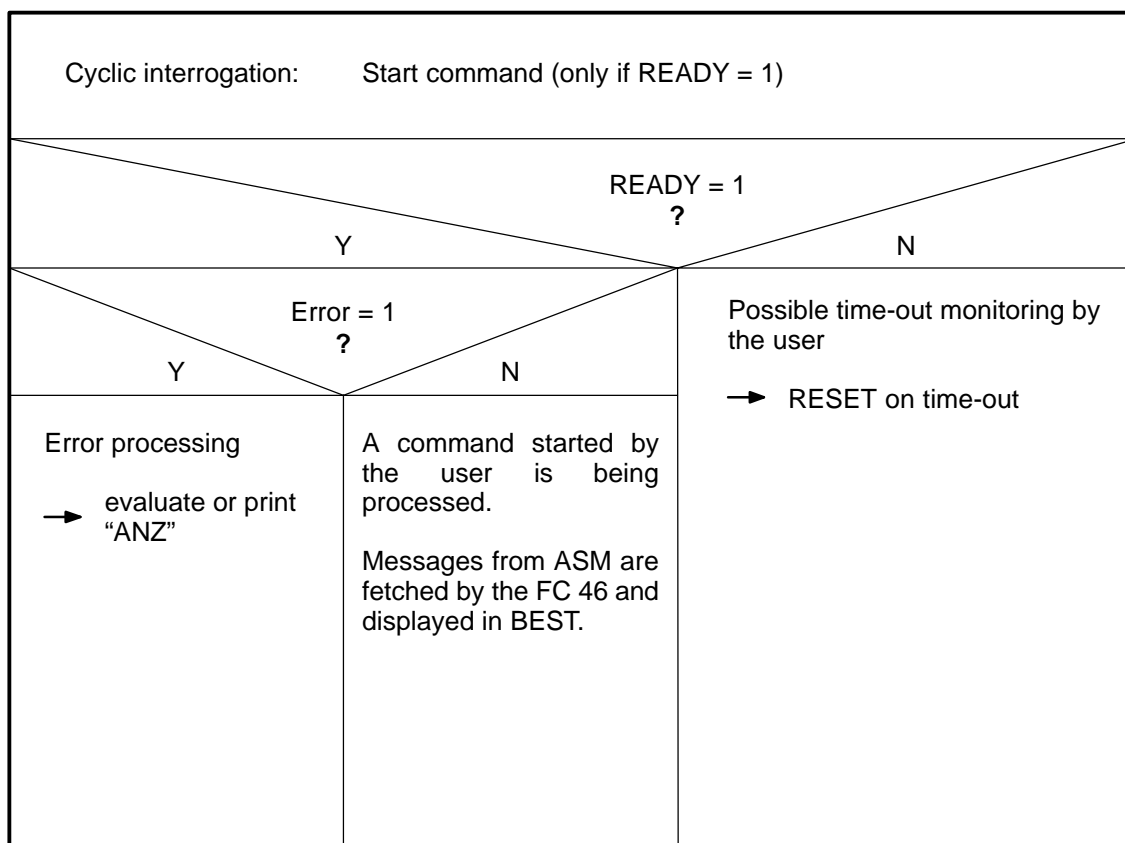 Cyclic interrogation: Start command (only if READY = 1)
READY = 1
?
Y
N
Error = 1
?
Y
N
Possible time-out monitoring by
the user
→ RESET on time-out
Error processing
→ evaluate or print
“ANZ”
A command started by
the user is being
processed.
Messages from ASM are
fetched by the FC 46 and
displayed in BEST.